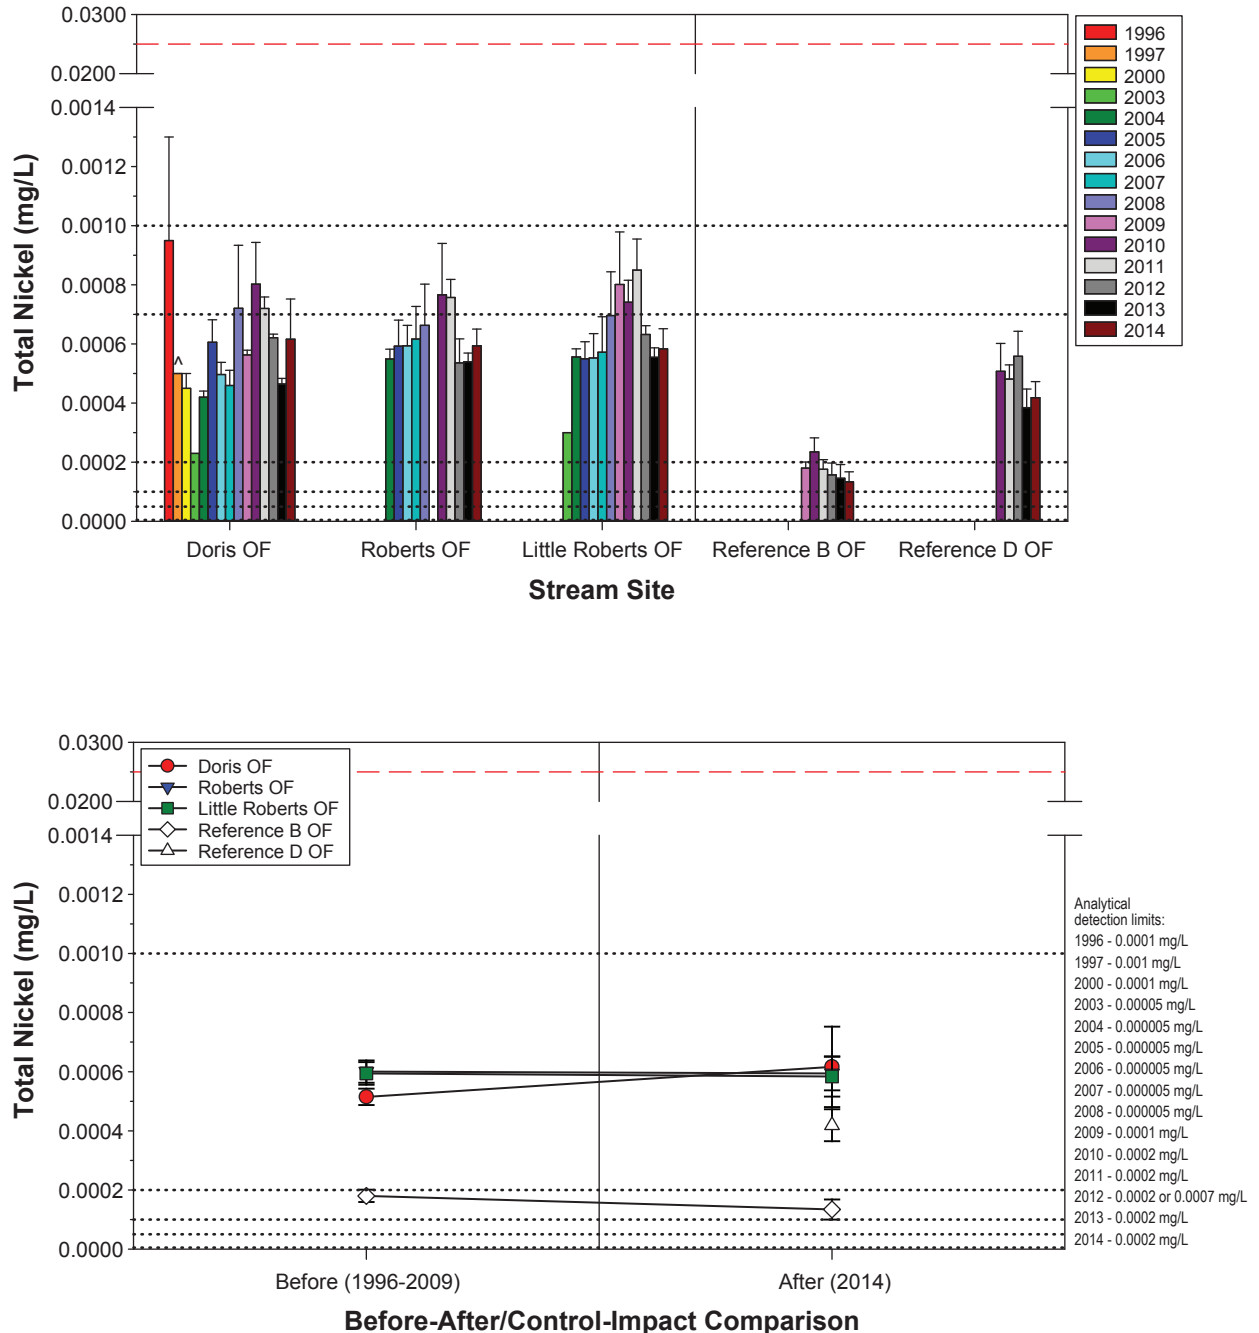 0.0300
0.0200
0.0014
0.0012
0.0010
0.0008
0.0006
0.0004
0.0002
0.0000
Total Nickel (mg/L)
^
1996
1997
2000
2003
2004
2005
2006
2007
2008
2009
2010
2011
2012
2013
2014
Doris OF
Roberts OF
Little Roberts OF
Reference B OF
Reference D OF
Stream Site
0.0300
0.0200
0.0014
0.0012
0.0010
0.0008
0.0006
0.0004
0.0002
0.0000
Total Nickel (mg/L)
Doris OF
Roberts OF
Little Roberts OF
Reference B OF
Reference D OF
Analytical
detection limits:
1996 - 0.0001 mg/L
1997 - 0.001 mg/L
2000 - 0.0001 mg/L
2003 - 0.00005 mg/L
2004 - 0.000005 mg/L
2005 - 0.000005 mg/L
2006 - 0.000005 mg/L
2007 - 0.000005 mg/L
2008 - 0.000005 mg/L
2009 - 0.0001 mg/L
2010 - 0.0002 mg/L
2011 - 0.0002 mg/L
2012 - 0.0002 or 0.0007 mg/L
2013 - 0.0002 mg/L
2014 - 0.0002 mg/L
Before (1996-2009)
After (2014)
Before-After/Control-Impact Comparison